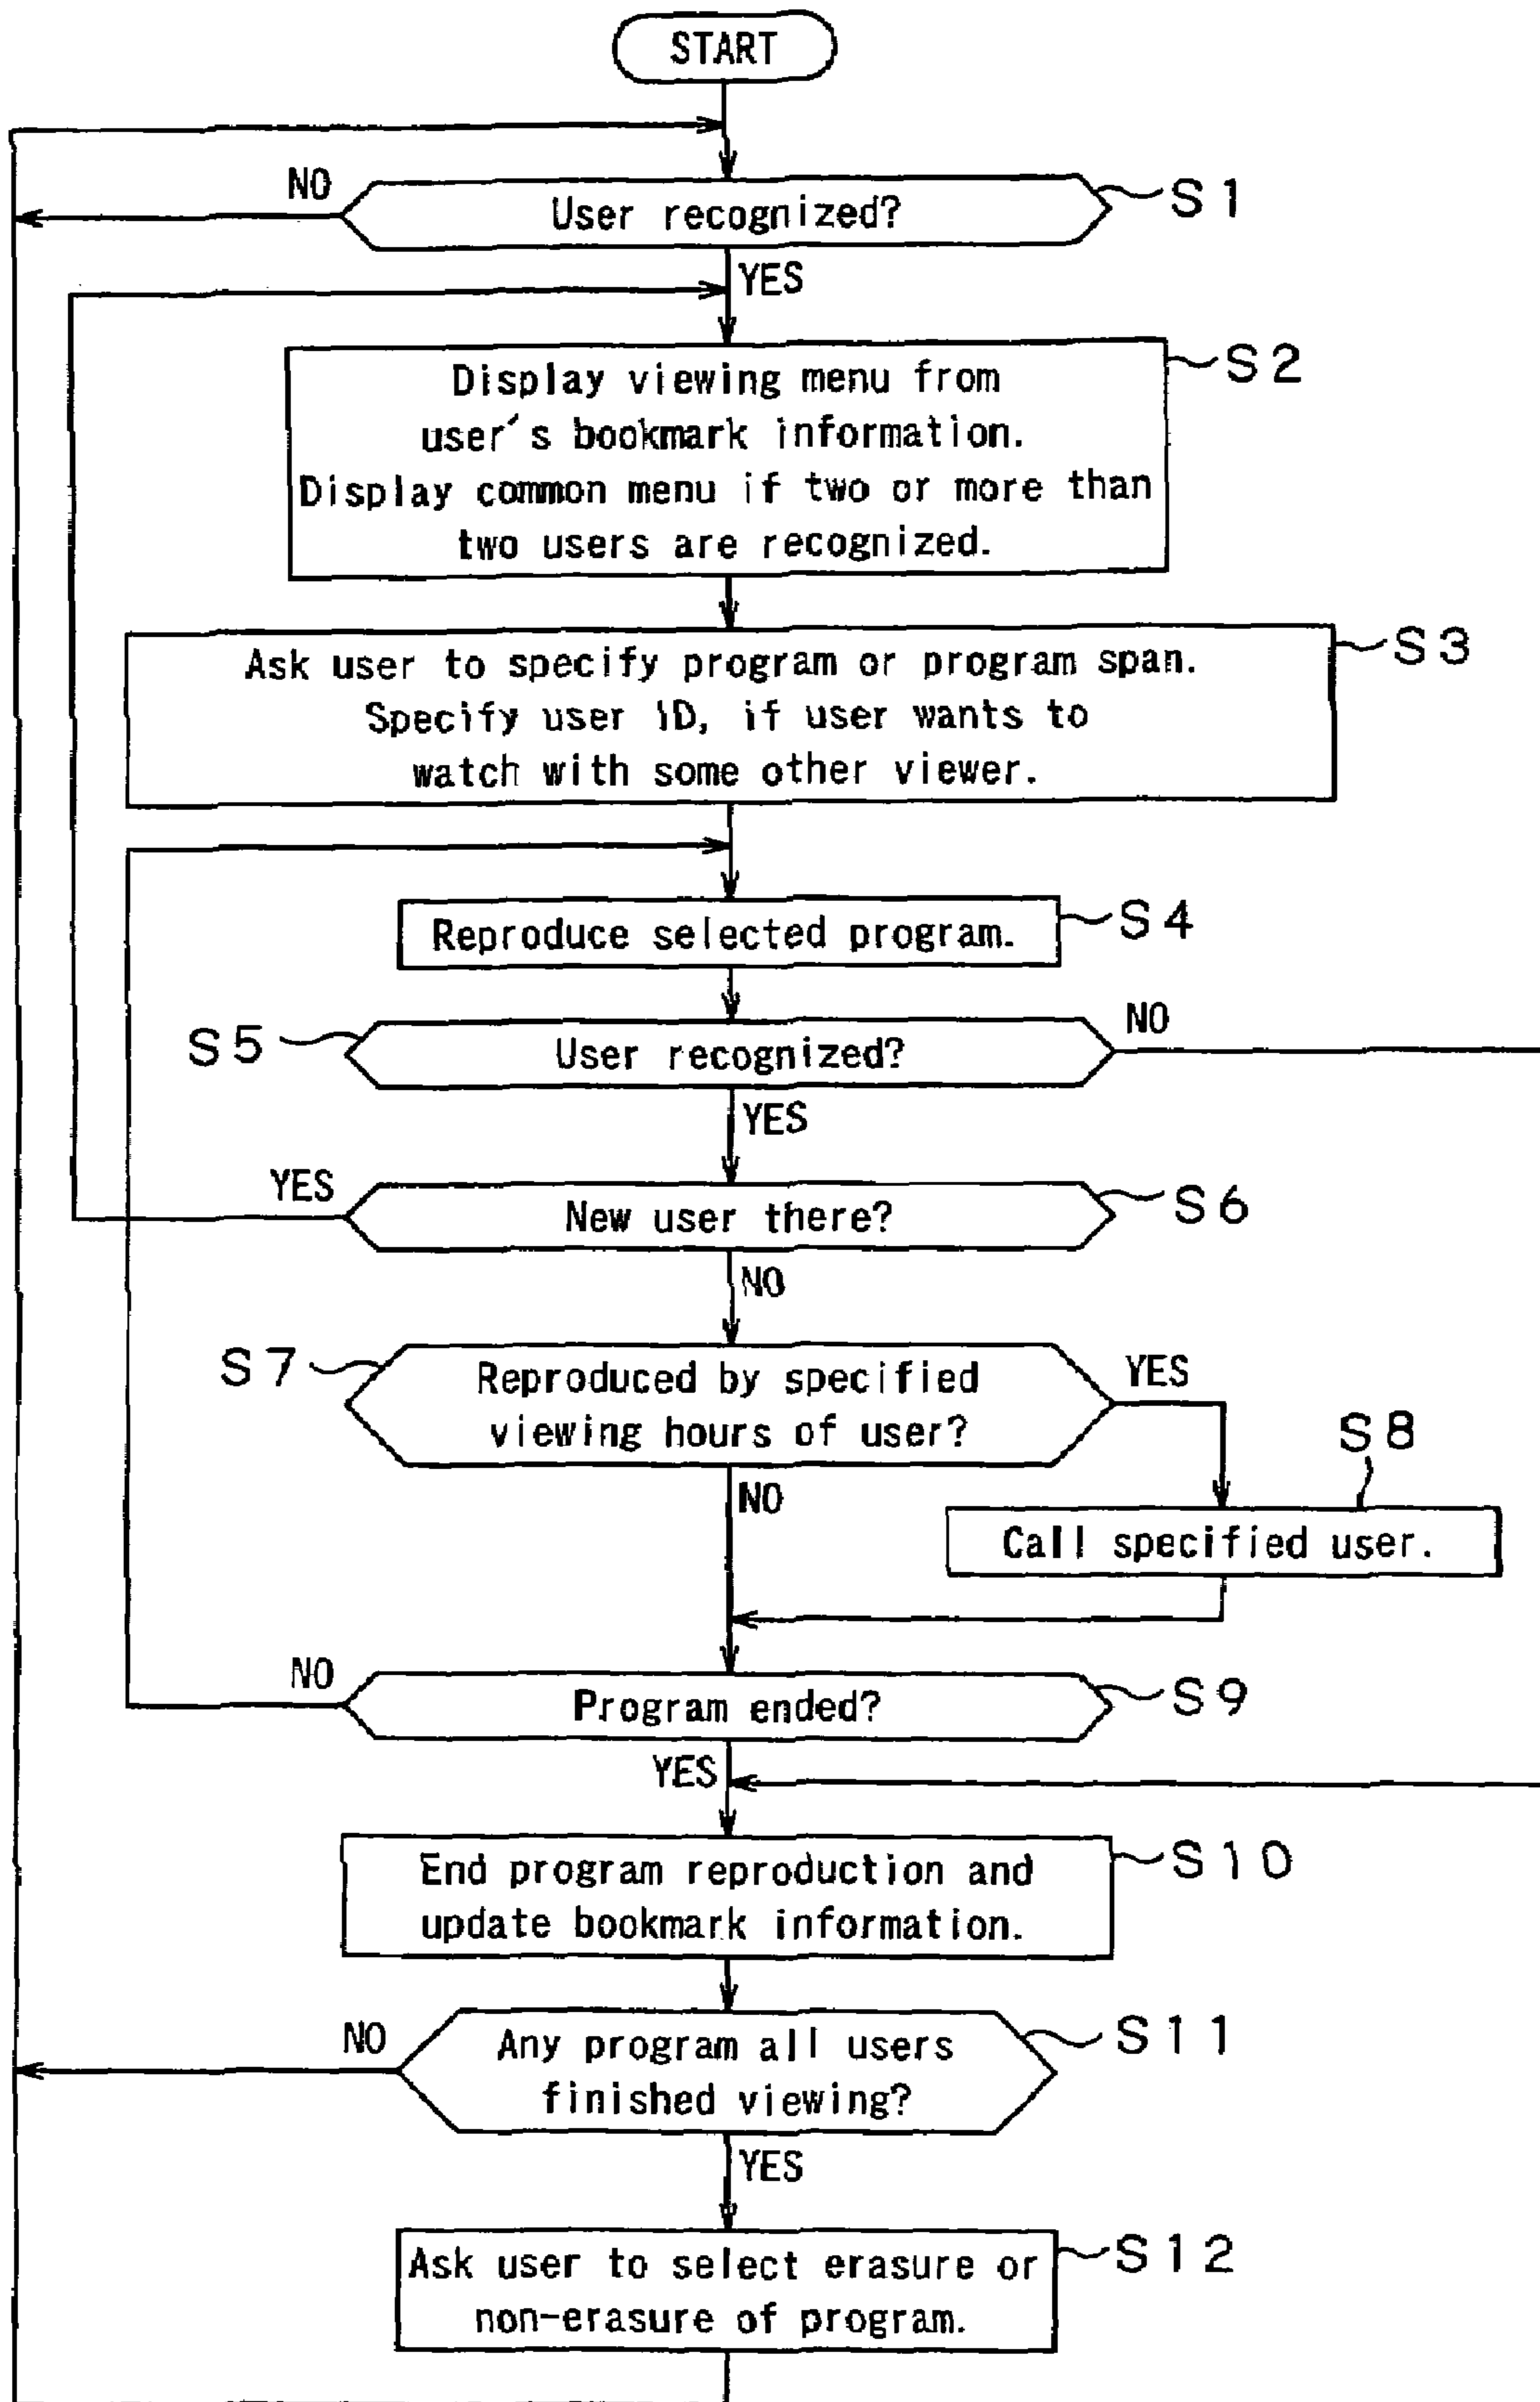 START
NO
User recognized?
S1
YES
Display viewing menu from
user's bookmark information.
Display common menu if two or more than
two users are recognized.
S2
Ask user to specify program or program span.
Specify user ID, if user wants to
watch with some other viewer.
S3
Reproduce selected program.
S4
S5
User recognized?
NO
YES
YES
New user there?
S6
NO
S7
Reproduced by specified
viewing hours of user?
YES
S8
NO
Call specified user.
NO
Program ended?
S9
YES
End program reproduction and
update bookmark information.
S10
NO
Any program all users
finished viewing?
S11
YES
Ask user to select erasure or
non-erasure of program.
S12